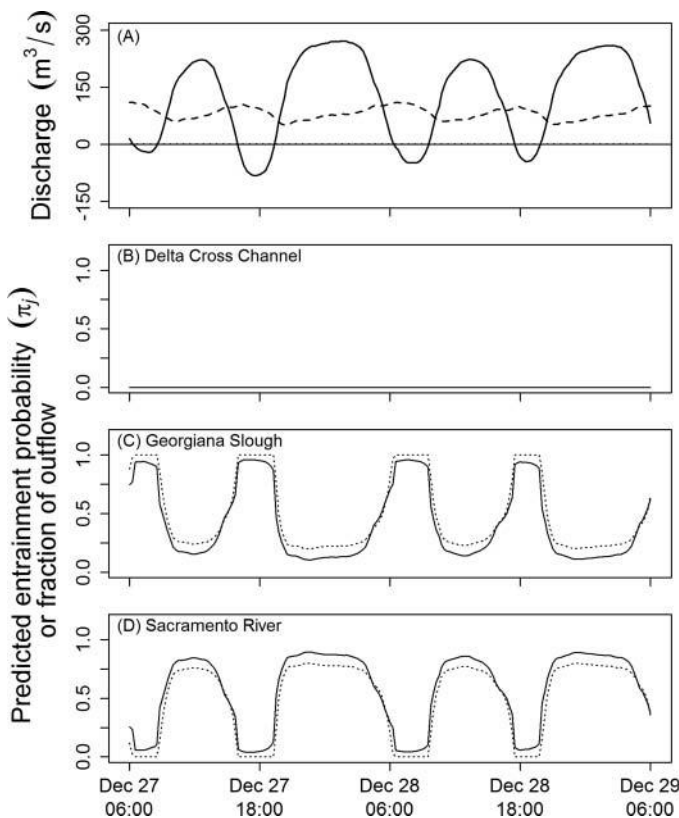 Discharge (m³/s)
300
150
0
-150
(A)
Predicted entrainment probability (πⱼ)
or fraction of outflow
(B) Delta Cross Channel
1.0
0.5
0.0
(C) Georgiana Slough
1.0
0.5
0.0
(D) Sacramento River
1.0
0.5
0.0
Dec 27 Dec 27 Dec 28 Dec 28 Dec 29
06:00 18:00 06:00 18:00 06:00